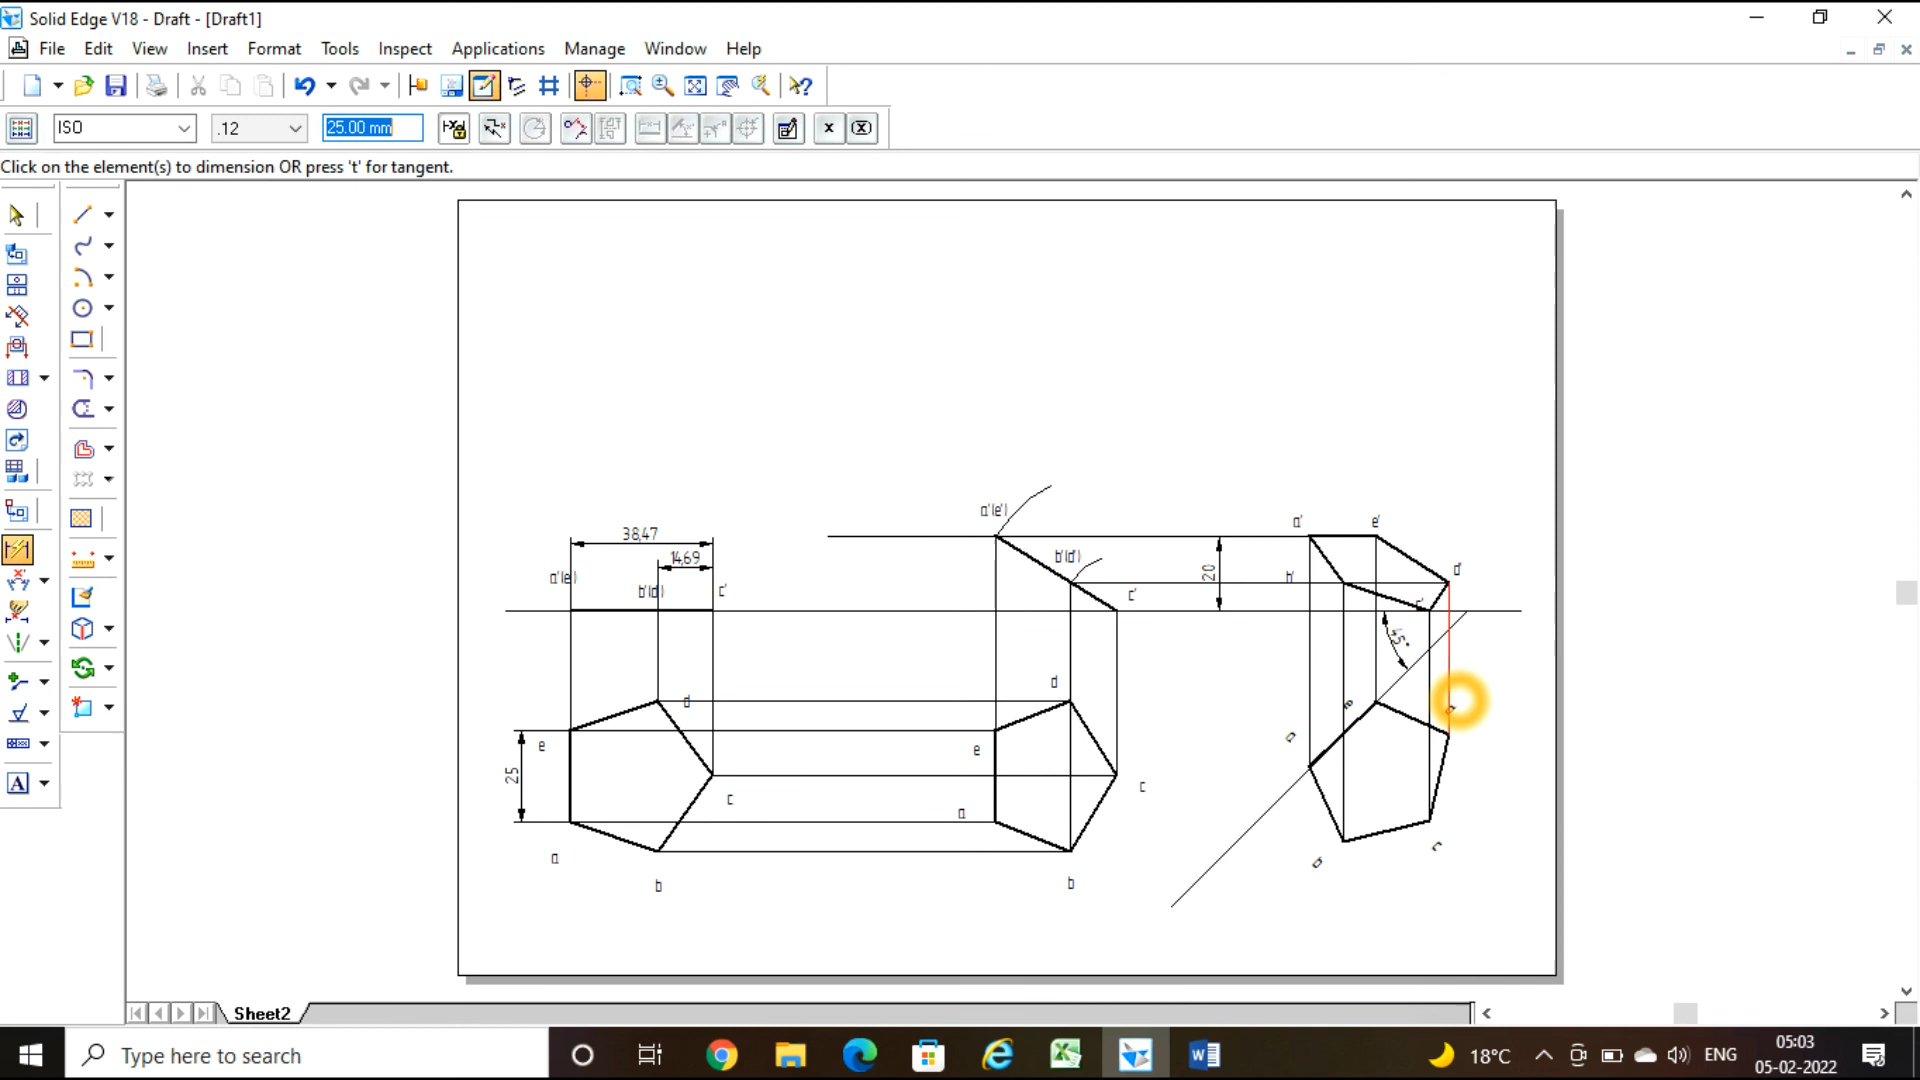 Solid Edge V18 - Draft - [Draft1]
File Edit View Insert Format Tools Inspect Applications Manage Window Help
ISO .12 25.00 mm
Click on the element(s) to dimension OR press 't' for tangent.
a'(e')
a' e'
38,47
14,69
b'(d')
d'
a'(e)
b'(d)
c'
20
b'
c'
c'
45°
d
d
e
a
d
e
e
25
c
c
a
a
b
b
b
c
Sheet2
Type here to search
18°C ENG 05:03
05-02-2022